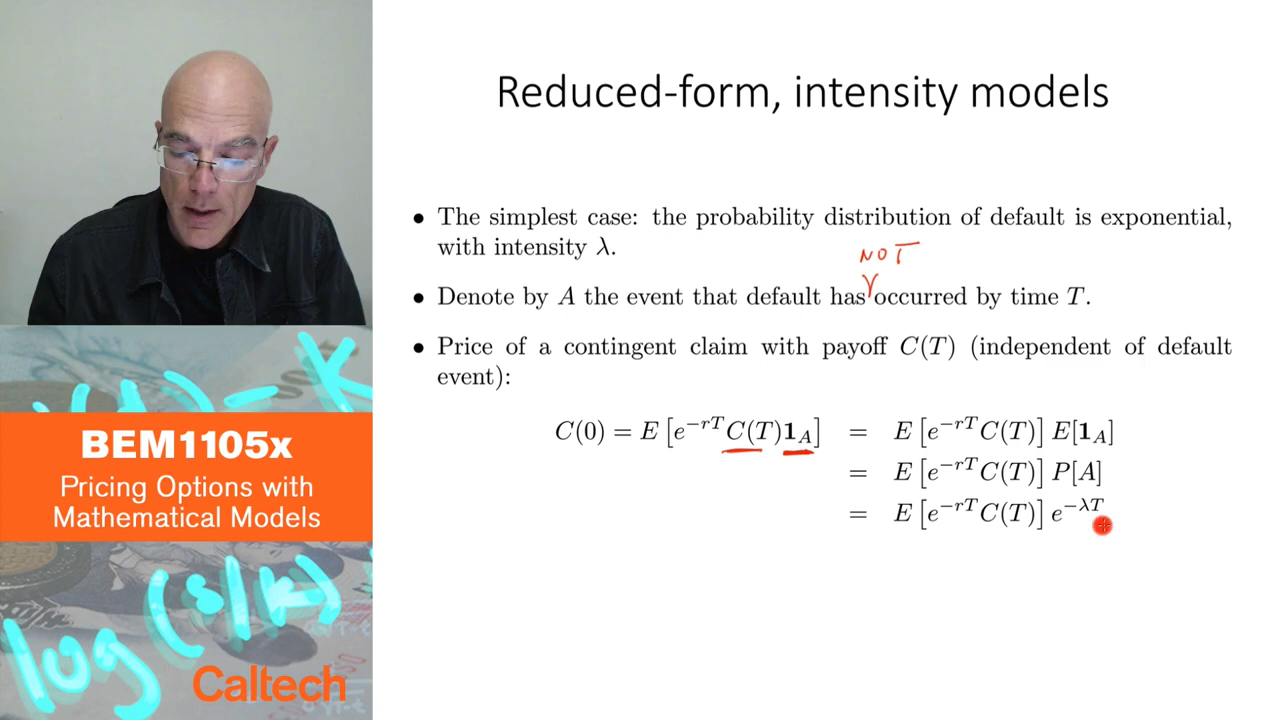 Reduced-form, intensity models
• The simplest case: the probability distribution of default is exponential,
with intensity λ.
NOT
• Denote by A the event that default has occurred by time T.
• Price of a contingent claim with payoff C(T) (independent of default
event):
C(0) = E [e^{-rT} C(T) 1_A] = E [e^{-rT} C(T)] E[1_A]
= E [e^{-rT} C(T)] P[A]
= E [e^{-rT} C(T)] e^{-λT}
BEM1105x
Pricing Options with
Mathematical Models
log (s/k)
Caltech